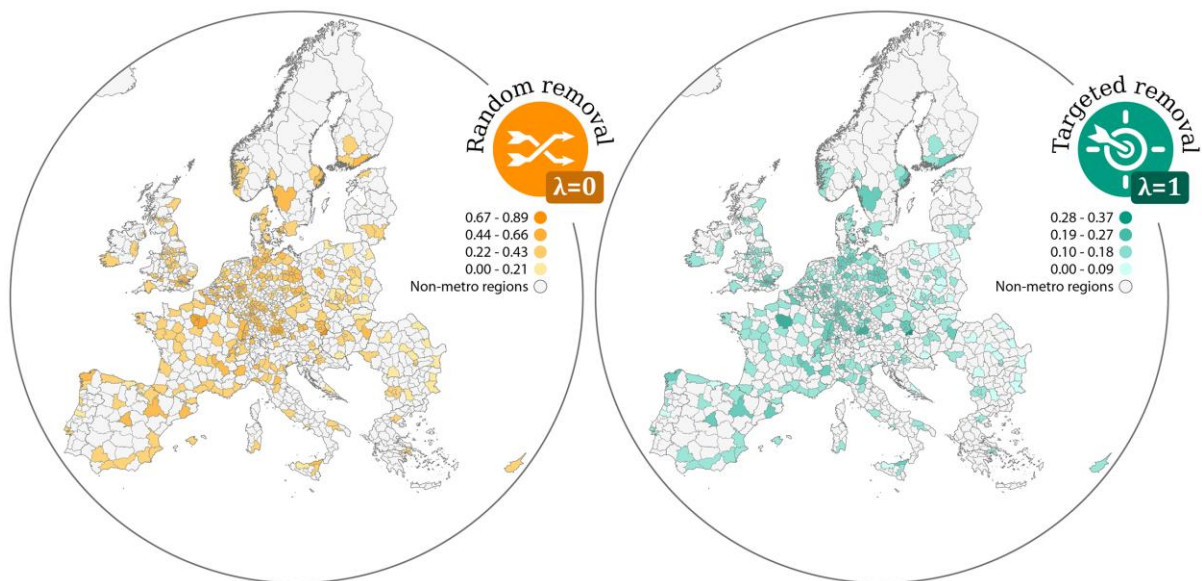 Random removal
λ=0
0.67 - 0.89
0.44 - 0.66
0.22 - 0.43
0.00 - 0.21
Non-metro regions
Targeted removal
λ=1
0.28 - 0.37
0.19 - 0.27
0.10 - 0.18
0.00 - 0.09
Non-metro regions